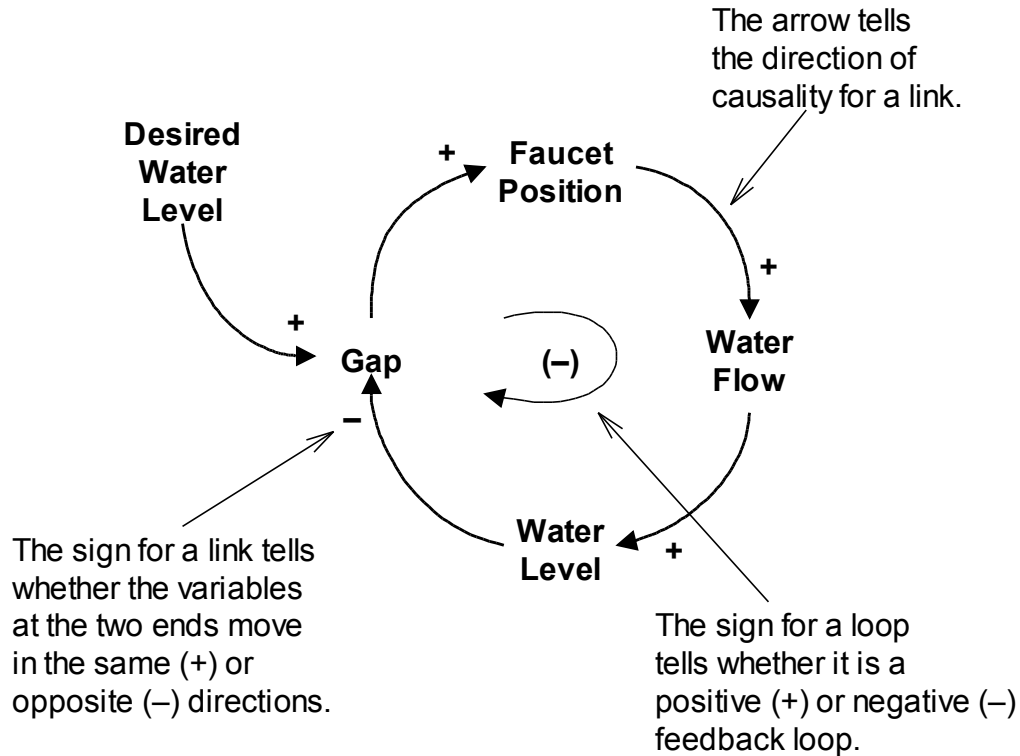 The arrow tells
the direction of
causality for a link.
Desired
Water
Level
+
Faucet
Position
+
+
Gap
(–)
Water
Flow
–
Water
Level
+
The sign for a link tells
whether the variables
at the two ends move
in the same (+) or
opposite (–) directions.
The sign for a loop
tells whether it is a
positive (+) or negative (–)
feedback loop.